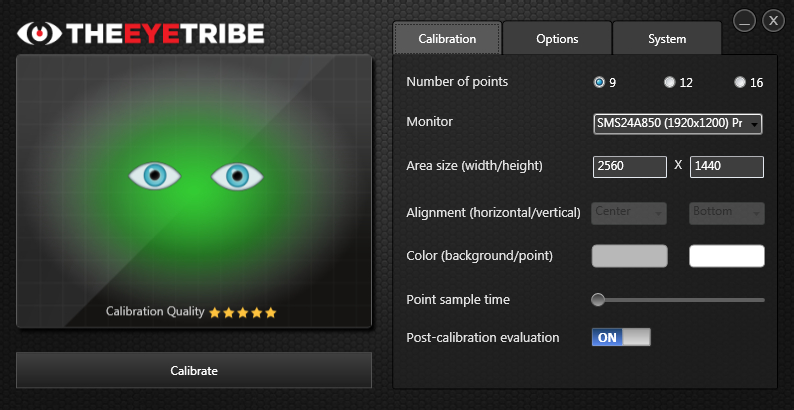 THEEYETRIBE
Calibration Options System
Number of points 9 12 16
Monitor SMS24A850 (1920x1200) Pr
Area size (width/height) 2560 X 1440
Alignment (horizontal/vertical) Center Bottom
Color (background/point)
Point sample time
Post-calibration evaluation ON
Calibration Quality
Calibrate